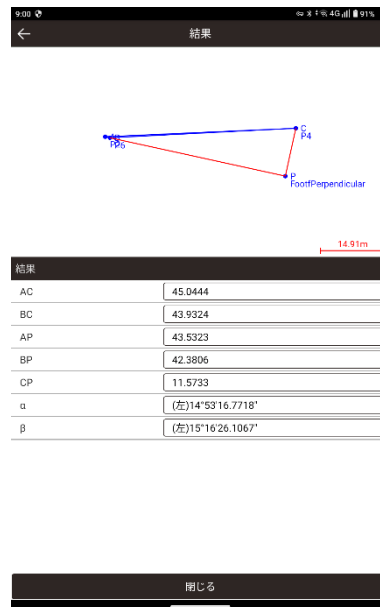 9:00 4G 91%
結果
C
P4
P6
P
FootfPerpendicular
14.91m
結果
AC 45.0444
BC 43.9324
AP 43.5323
BP 42.3806
CP 11.5733
α (左)14°53'16.7718"
β (左)15°16'26.1067"
閉じる